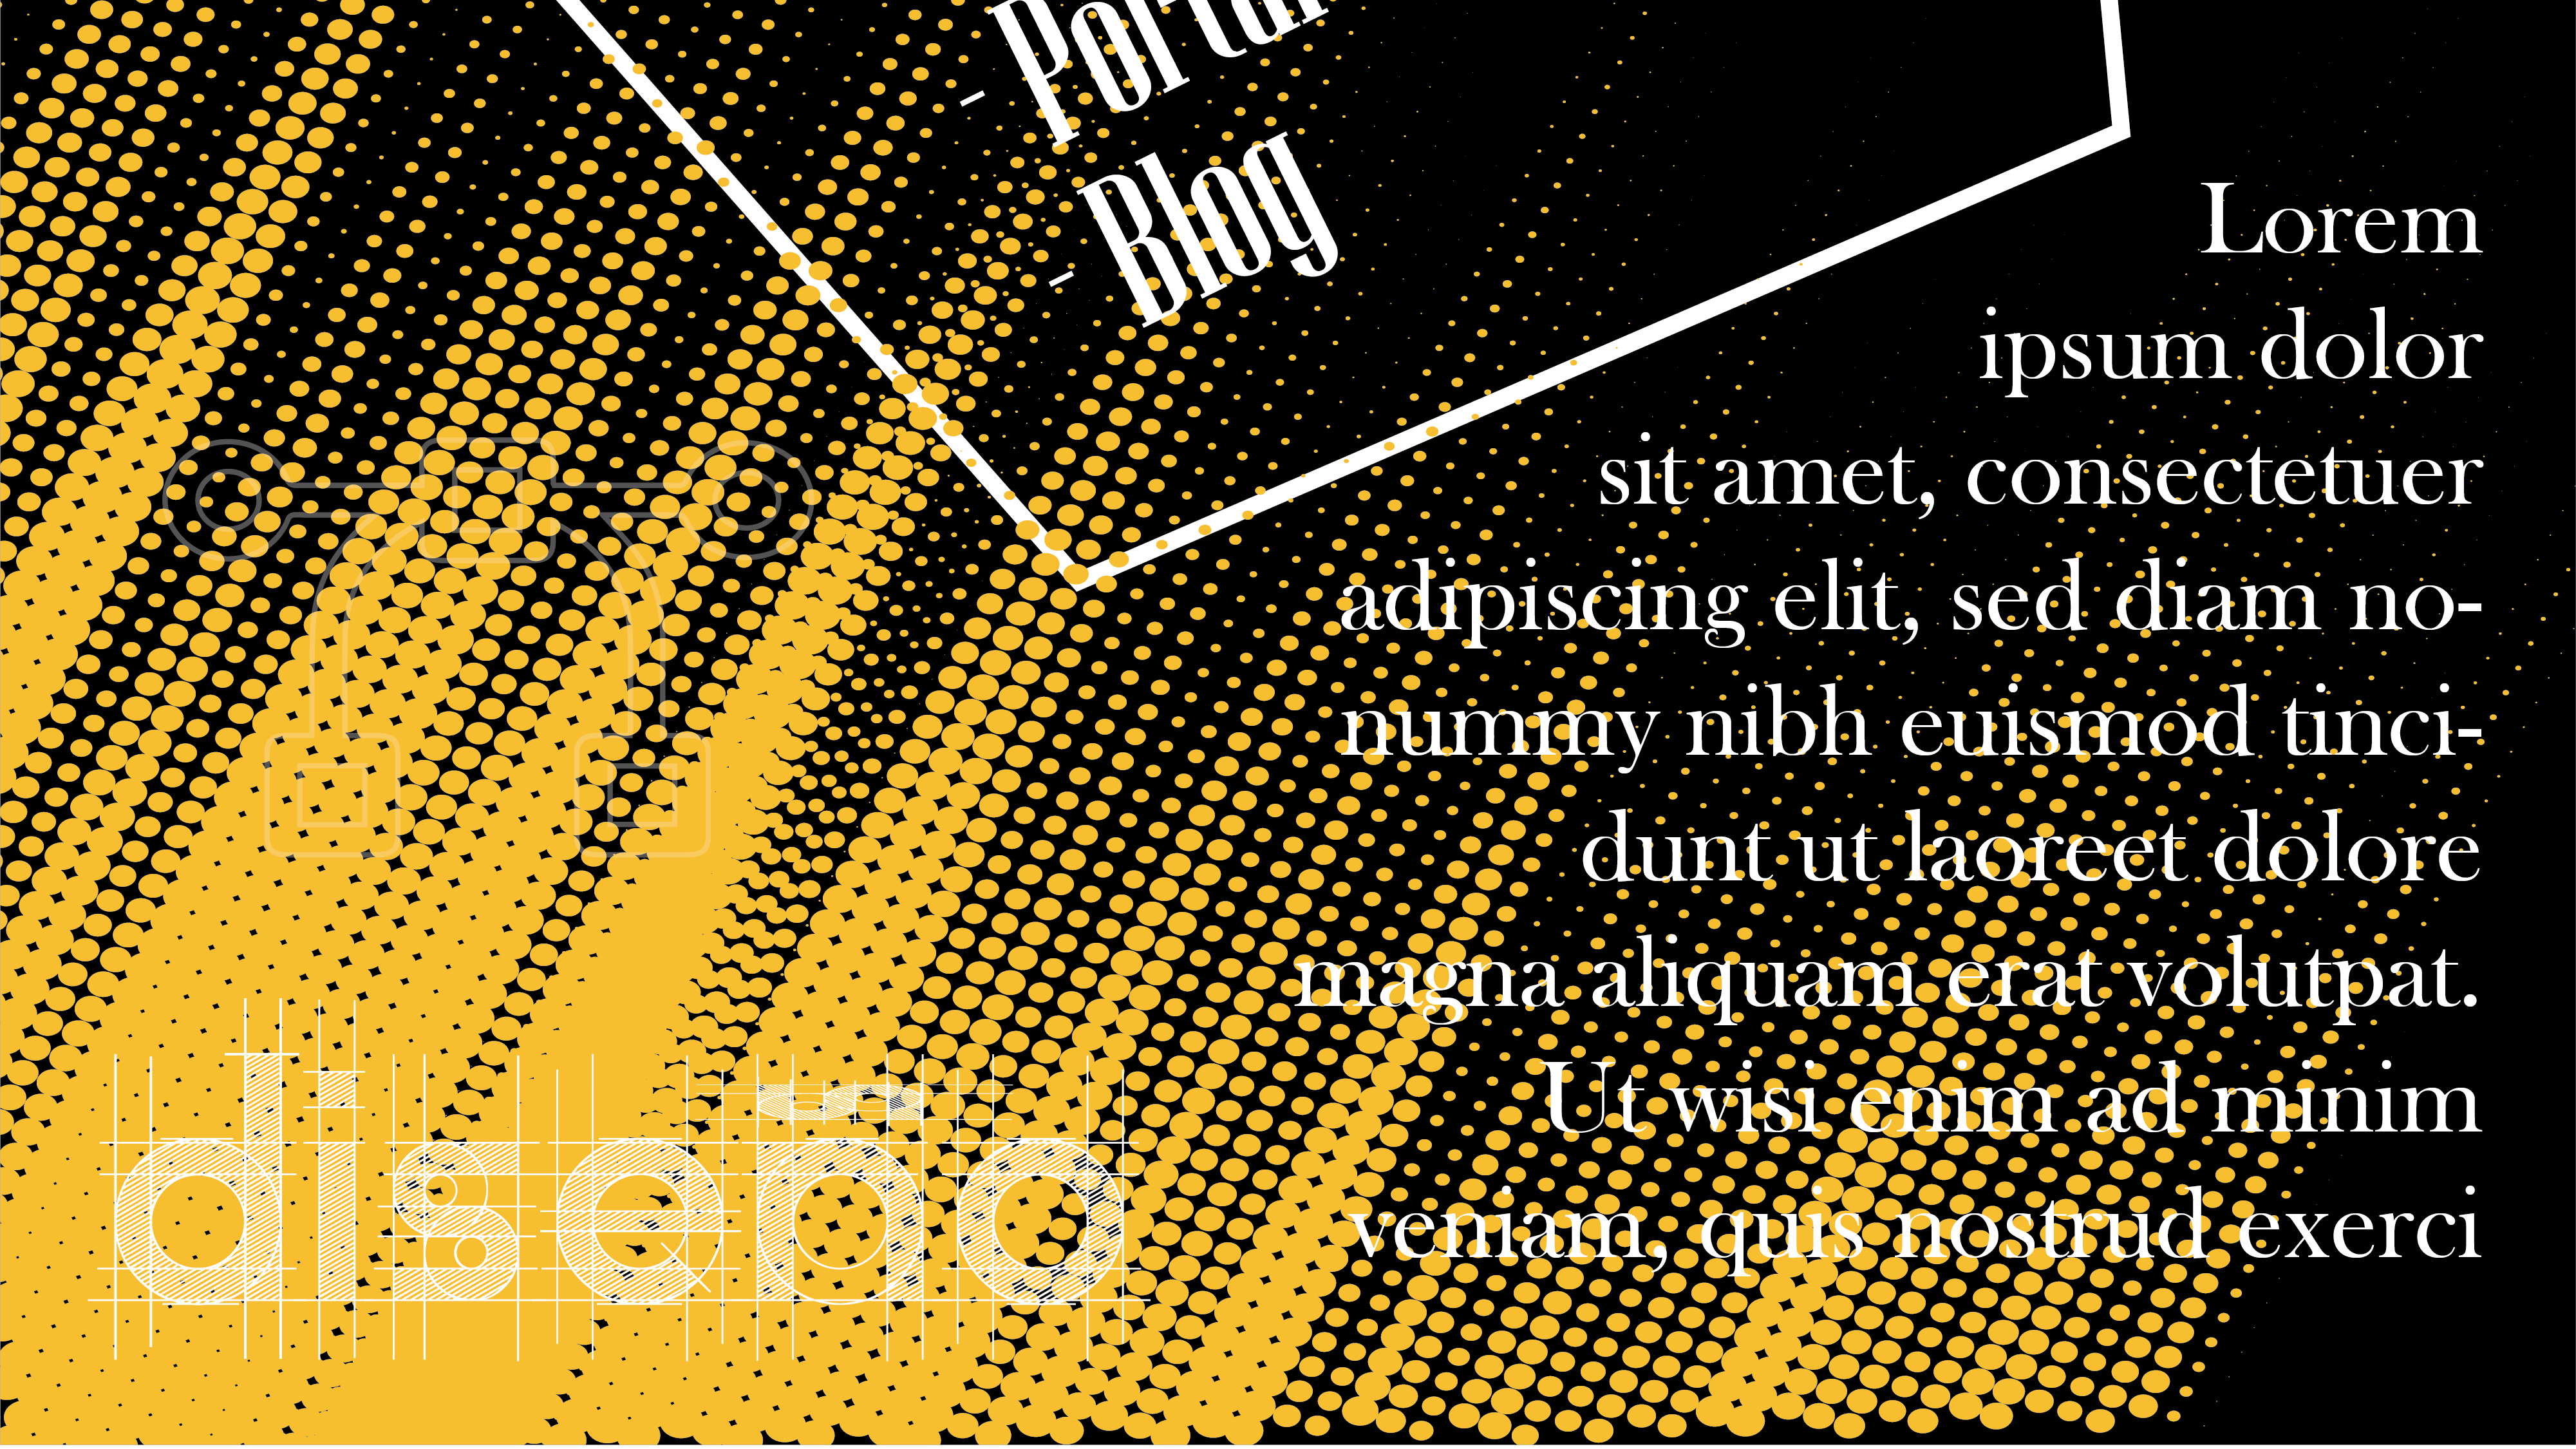 - Blog
Lorem
ipsum dolor
sit amet, consectetuer
adipiscing elit, sed diam no-
nummy nibh euismod tinci-
dunt ut laoreet dolore
magna aliquam erat volutpat.
Ut wisi enim ad minim
veniam, quis nostrud exerci
diseño